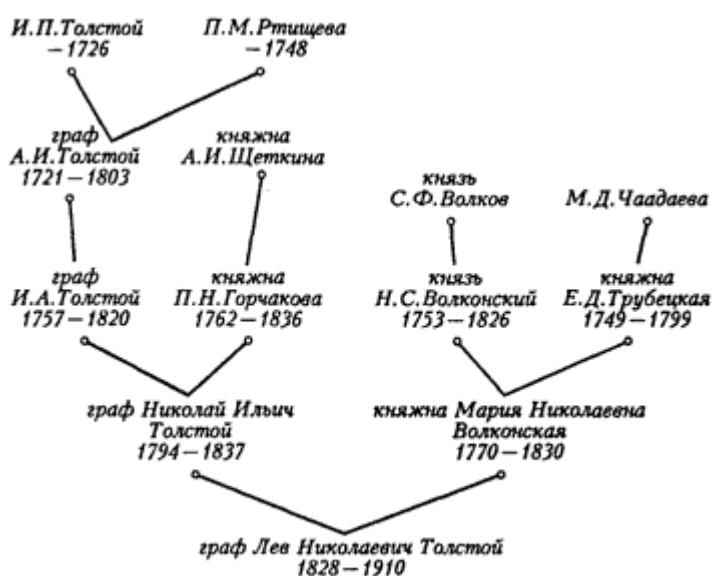 И.П.Толстой
–1726
П.М.Ртищева
–1748
граф
А.И.Толстой
1721–1803
княжна
А.И.Щеткина
князь
С.Ф.Волков
М.Д.Чаадаева
граф
И.А.Толстой
1757–1820
княжна
П.Н.Горчакова
1762–1836
князь
Н.С.Волконский
1753–1826
княжна
Е.Д.Трубецкая
1749–1799
граф Николай Ильич
Толстой
1794–1837
княжна Мария Николаевна
Волконская
1770–1830
граф Лев Николаевич Толстой
1828–1910